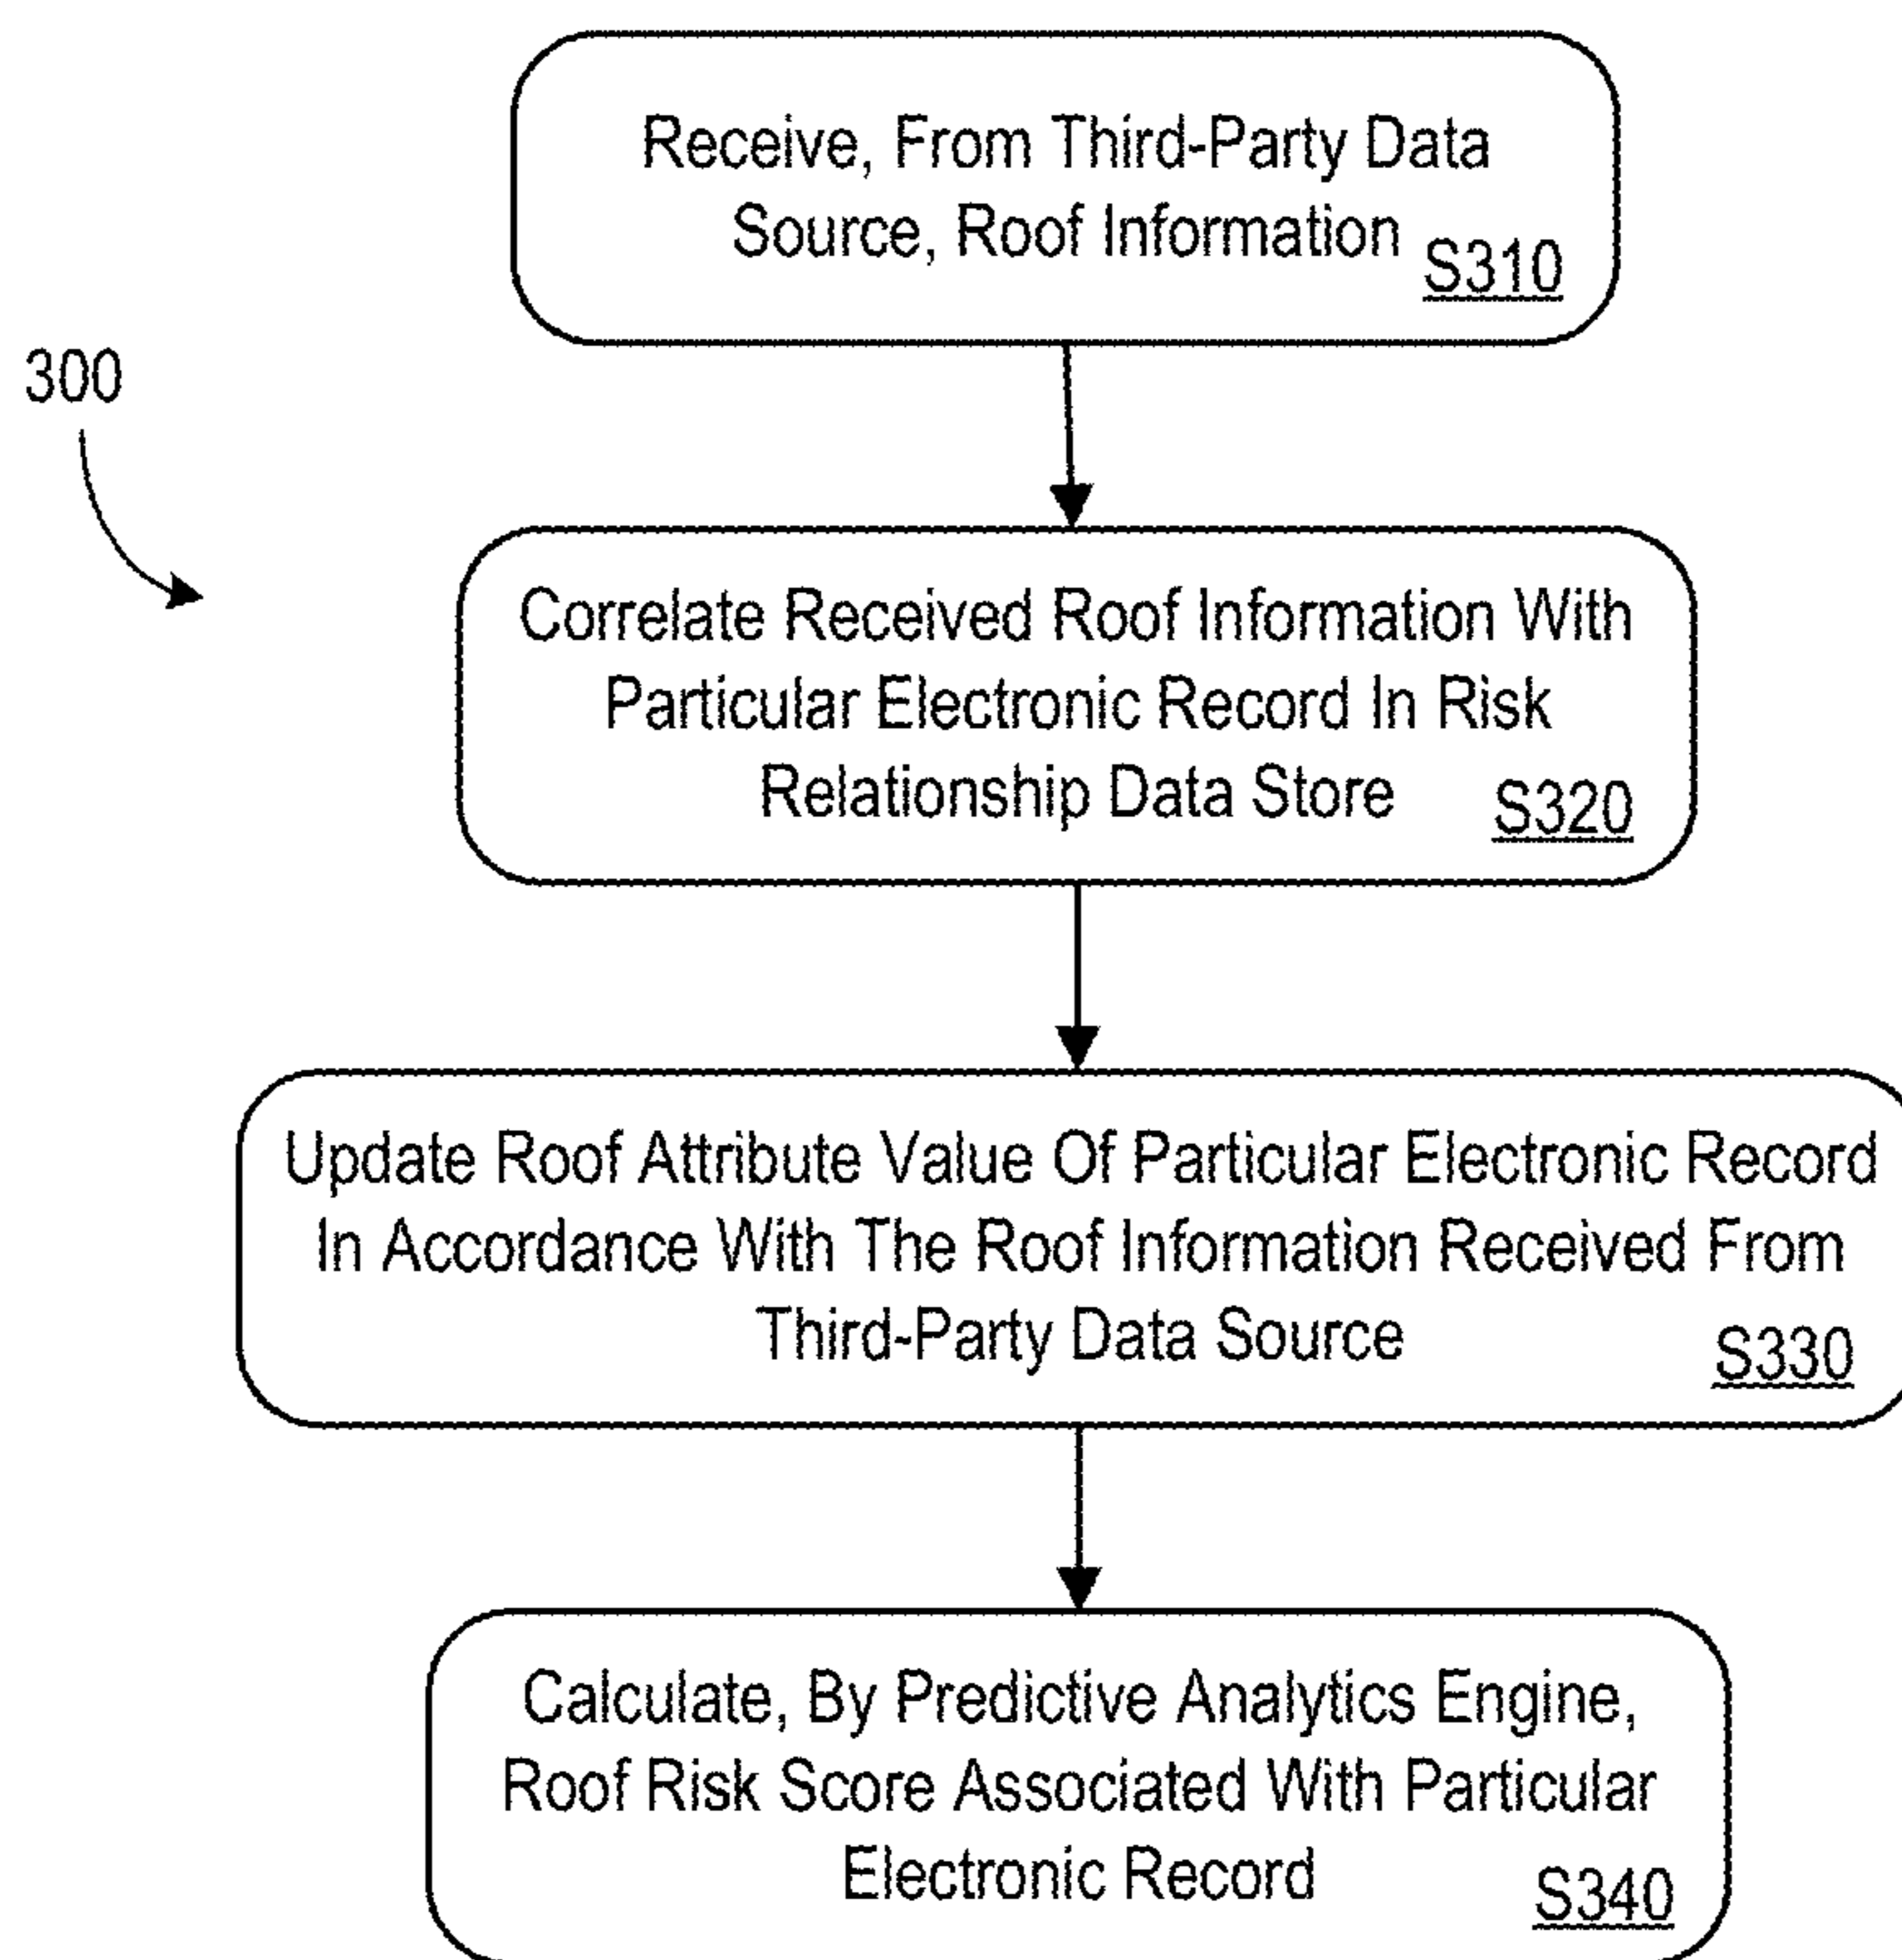 Receive, From Third-Party Data
Source, Roof Information
S310
300
Correlate Received Roof Information With
Particular Electronic Record In Risk
Relationship Data Store
S320
Update Roof Attribute Value Of Particular Electronic Record
In Accordance With The Roof Information Received From
Third-Party Data Source
S330
Calculate, By Predictive Analytics Engine,
Roof Risk Score Associated With Particular
Electronic Record
S340